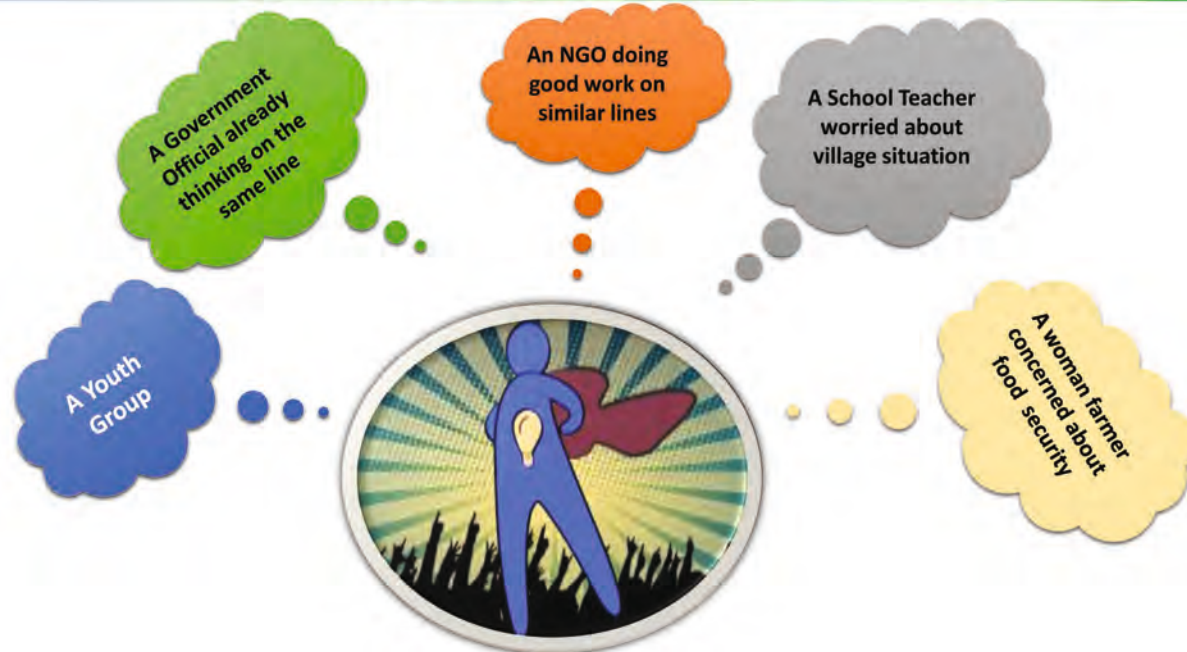 A Youth
Group
A Government
Official already
thinking on the
same line
An NGO doing
good work on
similar lines
A School Teacher
worried about
village situation
A woman farmer
concerned about
food security